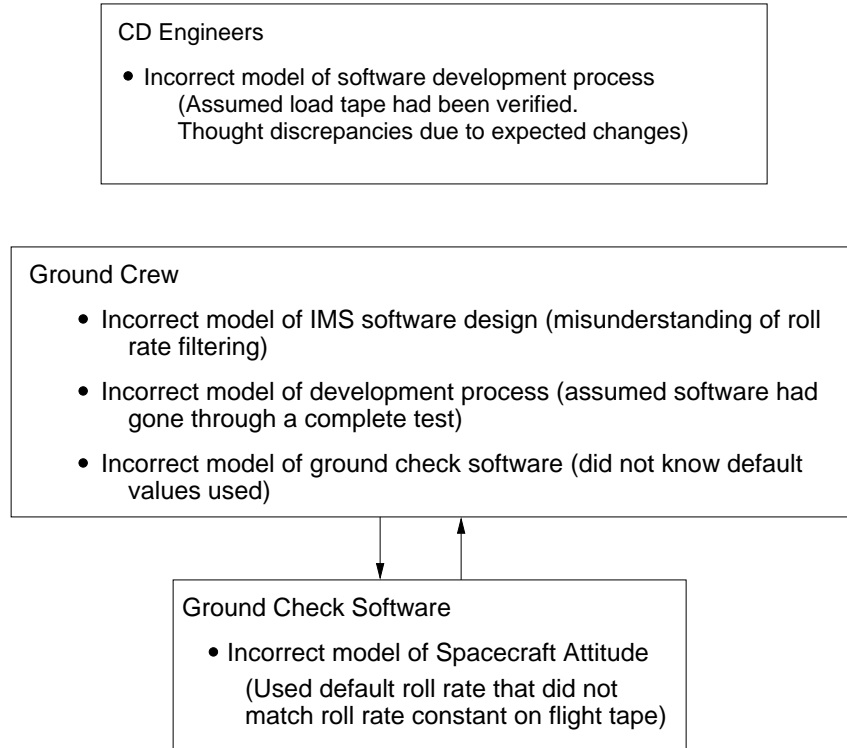 CD Engineers
• Incorrect model of software development process
(Assumed load tape had been verified.
Thought discrepancies due to expected changes)
Ground Crew
• Incorrect model of IMS software design (misunderstanding of roll
rate filtering)
• Incorrect model of development process (assumed software had
gone through a complete test)
• Incorrect model of ground check software (did not know default
values used)
Ground Check Software
• Incorrect model of Spacecraft Attitude
(Used default roll rate that did not
match roll rate constant on flight tape)